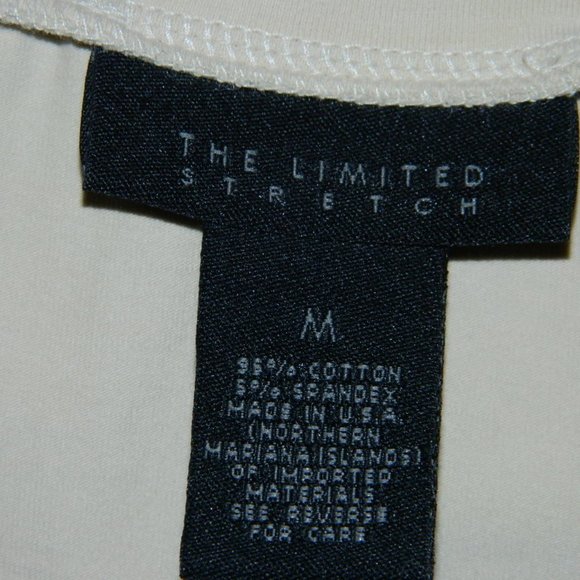 THE LIMITED
STRETCH
M
95% COTTON
5% SPANDEX
MADE IN U.S.A.
(NORTHERN
MARIANA ISLANDS)
OF IMPORTED
MATERIALS
SEE REVERSE
FOR CARE